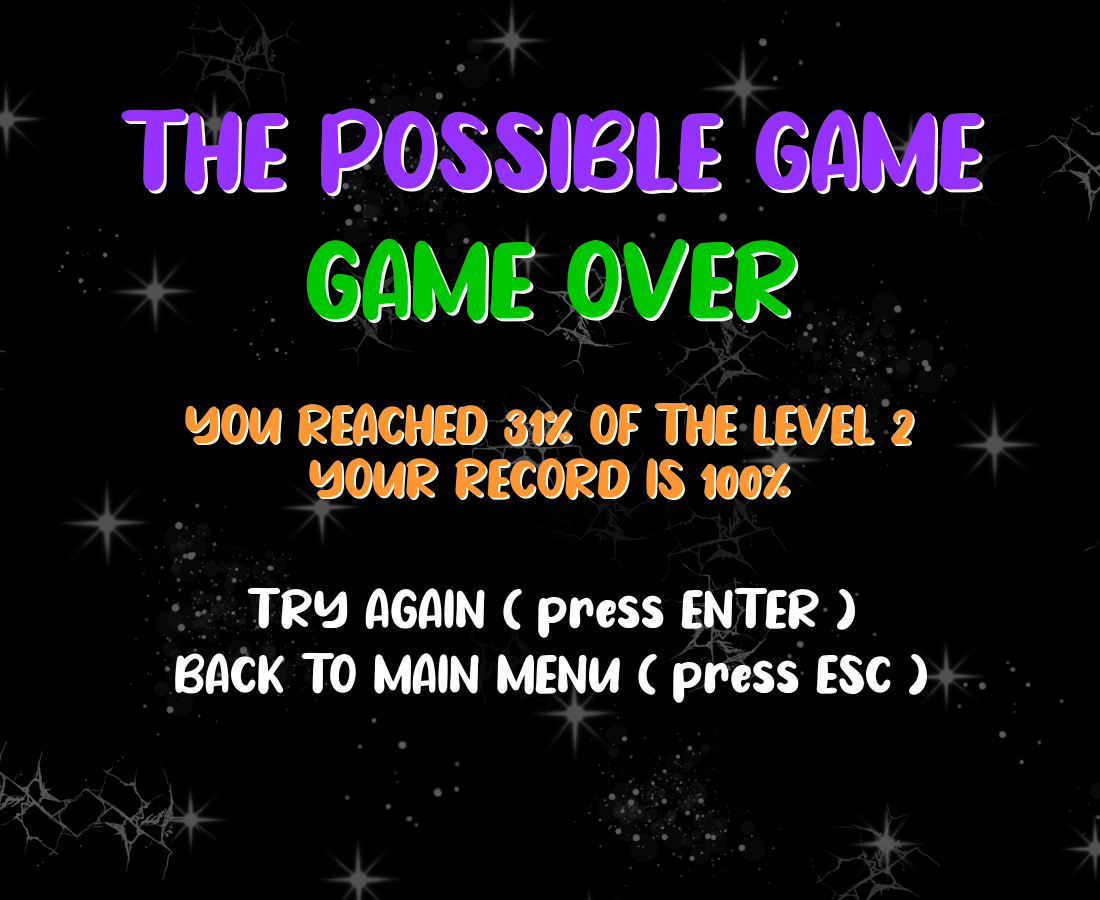 THE POSSIBLE GAME
GAME OVER
YOU REACHED 31% OF THE LEVEL 2
YOUR RECORD IS 100%
TRY AGAIN ( press ENTER )
BACK TO MAIN MENU ( press ESC )